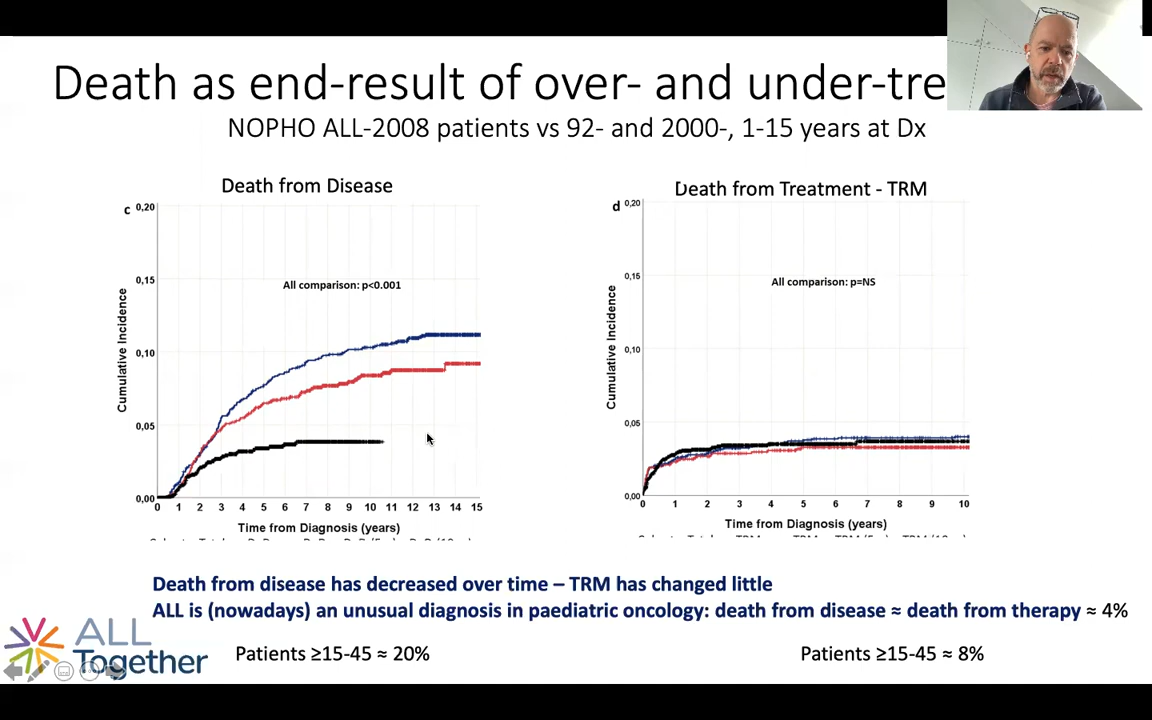 Death as end-result of over- and under-tre
NOPHO ALL-2008 patients vs 92- and 2000-, 1-15 years at Dx
Death from Disease
c
0,20
0,15
0,10
0,05
0,00
Cumulative Incidence
All comparison: p<0.001
0 1 2 3 4 5 6 7 8 9 10 11 12 13 14 15
Time from Diagnosis (years)
Death from Treatment - TRM
d
0,20
0,15
0,10
0,05
0,00
Cumulative Incidence
All comparison: p=NS
0 1 2 3 4 5 6 7 8 9 10
Time from Diagnosis (years)
Death from disease has decreased over time – TRM has changed little
ALL is (nowadays) an unusual diagnosis in paediatric oncology: death from disease ≈ death from therapy ≈ 4%
ALL
Together
Patients ≥15-45 ≈ 20%
Patients ≥15-45 ≈ 8%